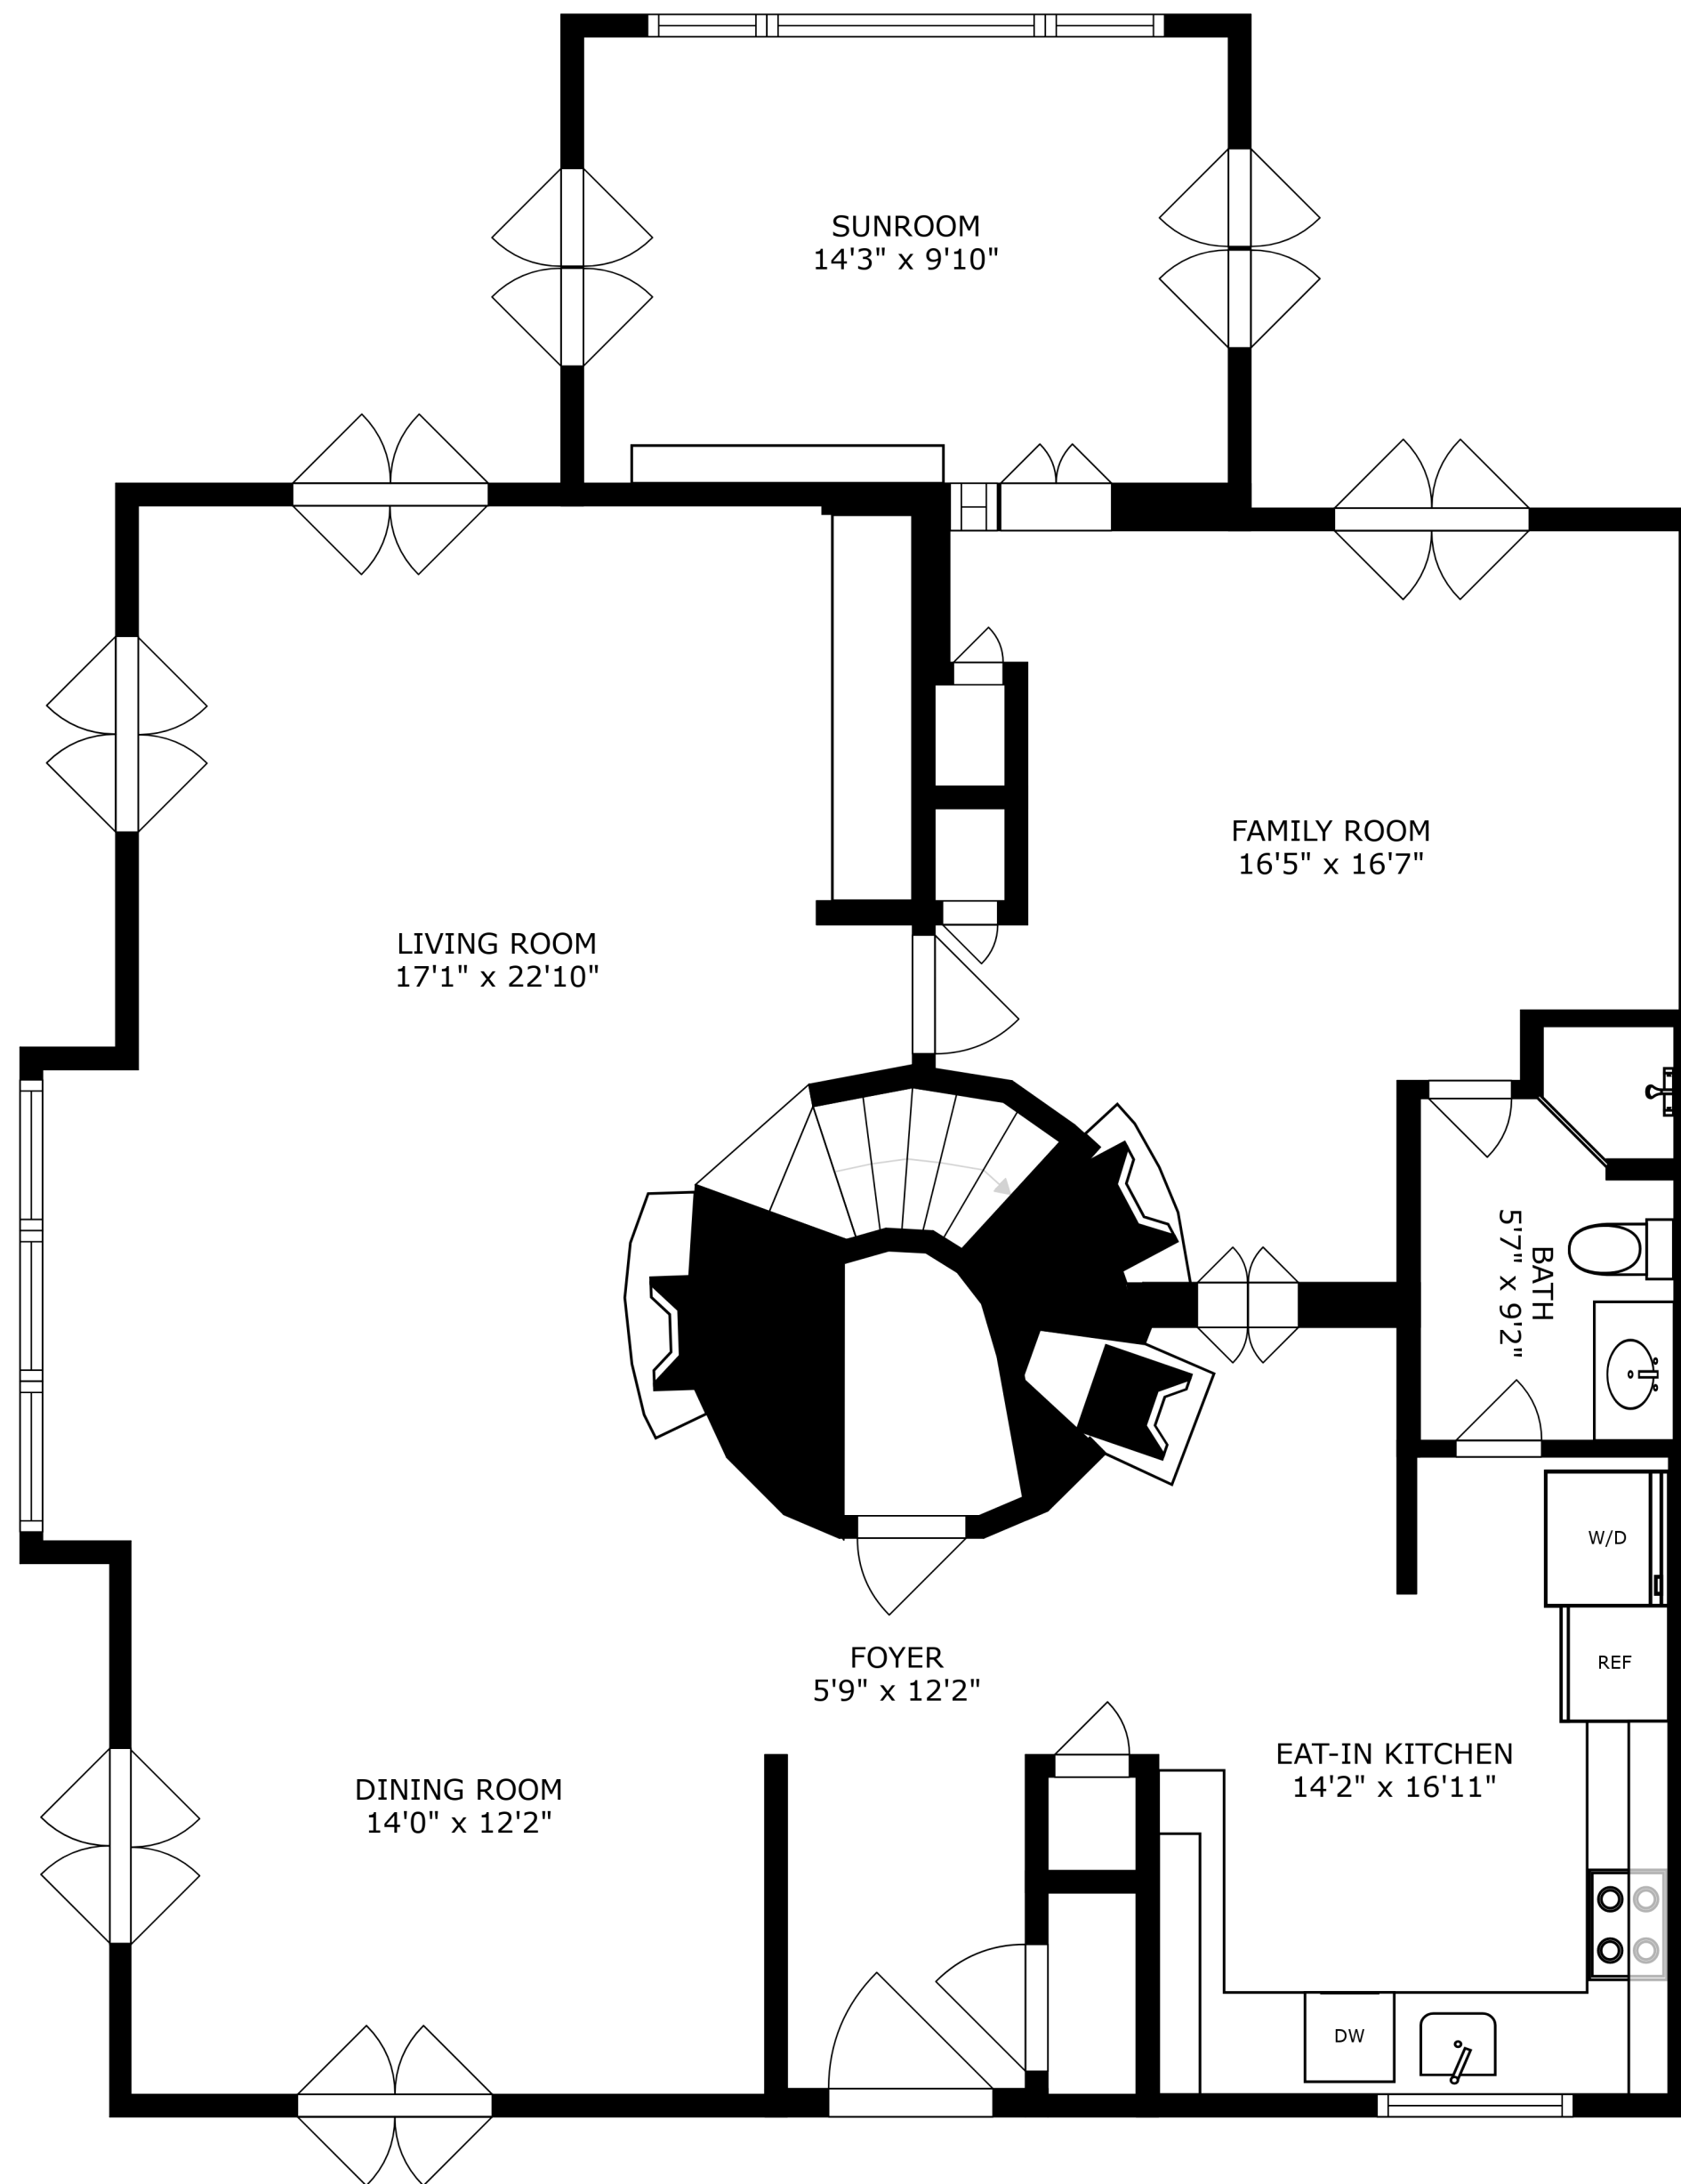 SUNROOM
14'3" x 9'10"
FAMILY ROOM
16'5" x 16'7"
LIVING ROOM
17'1" x 22'10"
BATH
5'7" x 9'2"
W/D
REF
FOYER
5'9" x 12'2"
EAT-IN KITCHEN
14'2" x 16'11"
DINING ROOM
14'0" x 12'2"
DW